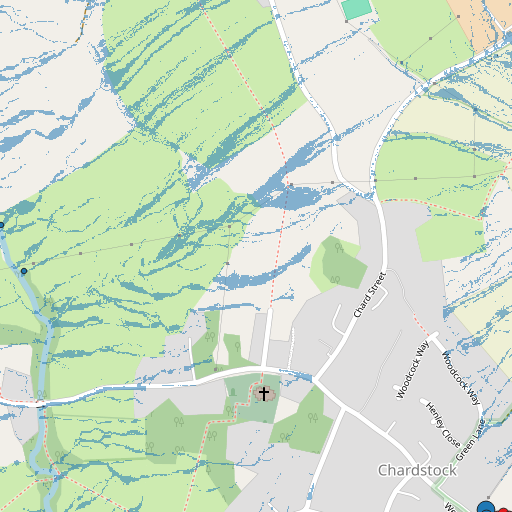 Chard Street
Woodcock Way
Woodcock Way
Henley Close
Green Lane
Chardstock